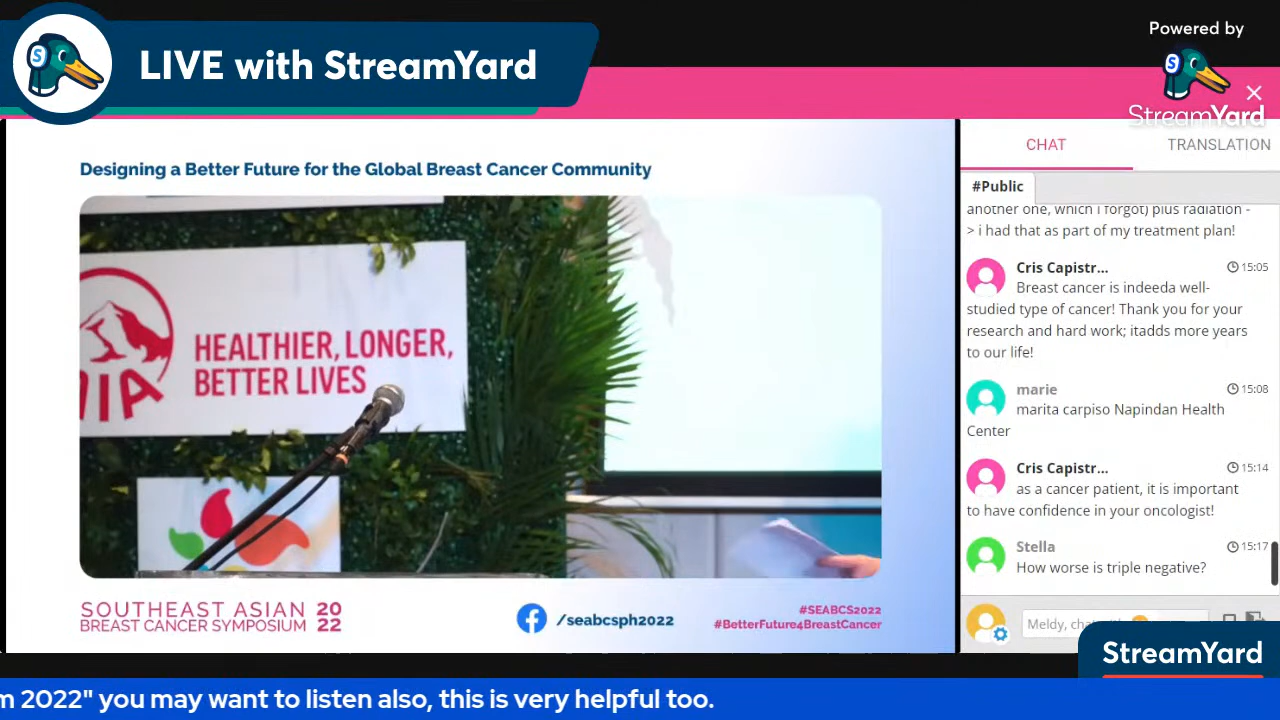 LIVE with StreamYard
Powered by
StreamYard
Designing a Better Future for the Global Breast Cancer Community
HEALTHIER, LONGER,
BETTER LIVES
AIA
SOUTHEAST ASIAN 20
BREAST CANCER SYMPOSIUM 22
/seabcsph2022
#SEABCS2022
#BetterFuture4BreastCancer
CHAT
TRANSLATION
#Public
another one, which i forgot) plus radiation -
> i had that as part of my treatment plan!
Cris Capistr... 15:05
Breast cancer is indeeda well-
studied type of cancer! Thank you for your
research and hard work; itadds more years
to our life!
marie 15:08
marita carpiso Napindan Health
Center
Cris Capistr... 15:14
as a cancer patient, it is important
to have confidence in your oncologist!
Stella 15:17
How worse is triple negative?
Meldy, cha
StreamYard
m 2022" you may want to listen also, this is very helpful too.